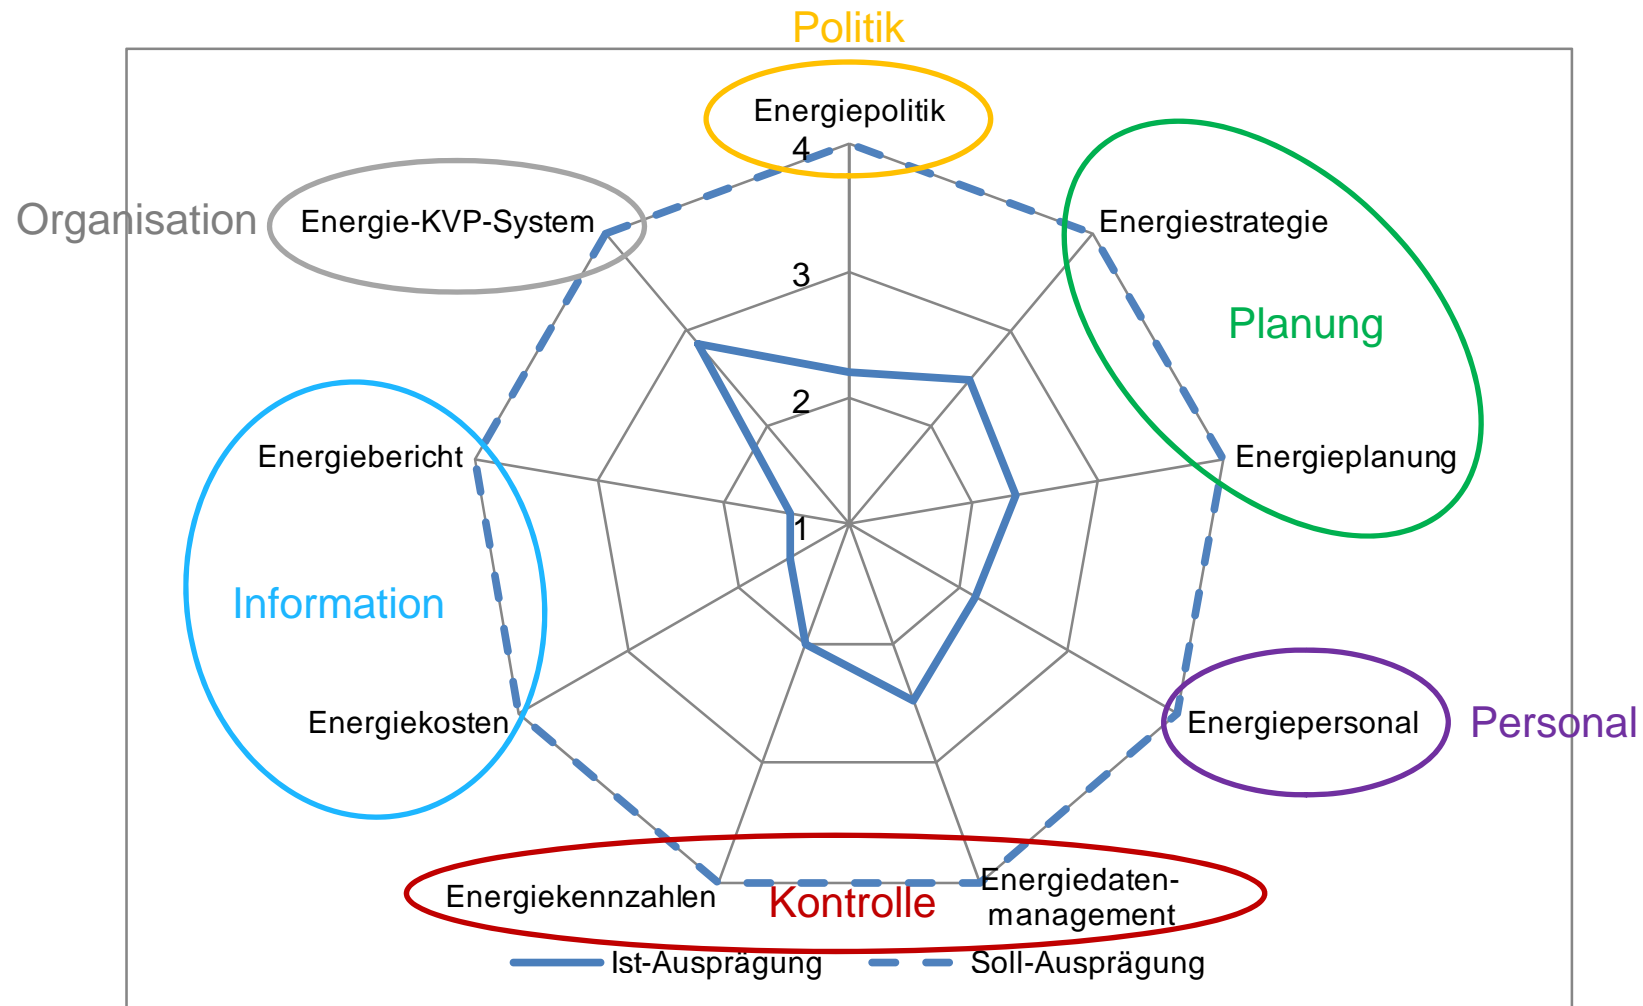 Politik
Energiepolitik
4
Organisation
Energie-KVP-System
Energiestrategie
3
Planung
2
Energiebericht
Energieplanung
1
Information
Energiekosten
Energiepersonal
Personal
Energiekennzahlen
Kontrolle
Energiedaten-
management
Ist-Ausprägung
Soll-Ausprägung